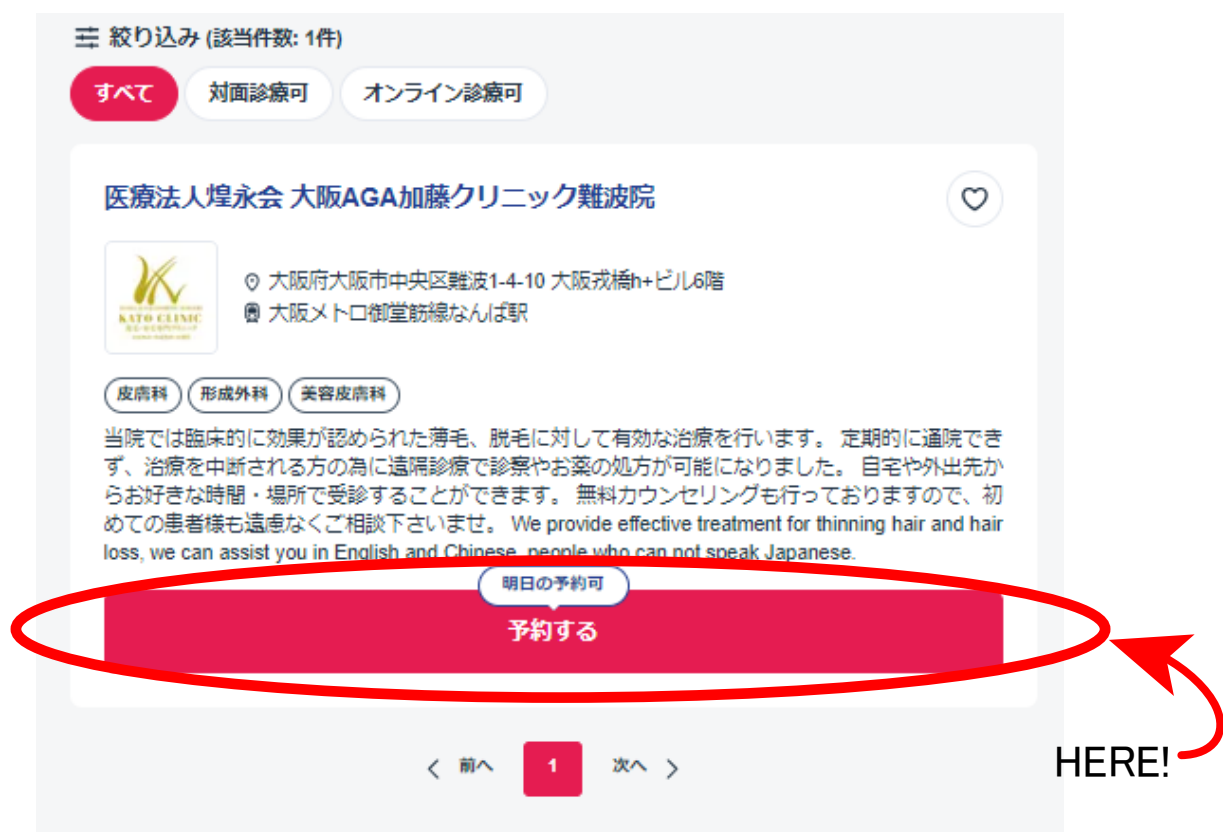 絞り込み (該当件数: 1件)
すべて 対面診療可 オンライン診療可
医療法人煌永会 大阪AGA加藤クリニック難波院
大阪府大阪市中央区難波1-4-10 大阪戎橋h+ビル6階
大阪メトロ御堂筋線なんば駅
KATO CLINIC
皮膚科 形成外科 美容皮膚科
当院では臨床的に効果が認められた薄毛、脱毛に対して有効な治療を行います。 定期的に通院でき
ず、治療を中断される方の為に遠隔診療で診察やお薬の処方が可能になりました。 自宅や外出先か
らお好きな時間・場所で受診することができます。 無料カウンセリングも行っておりますので、初
めての患者様も遠慮なくご相談下さいませ。 We provide effective treatment for thinning hair and hair
loss, we can assist you in English and Chinese, people who can not speak Japanese.
明日の予約可
予約する
前へ 1 次へ
HERE!